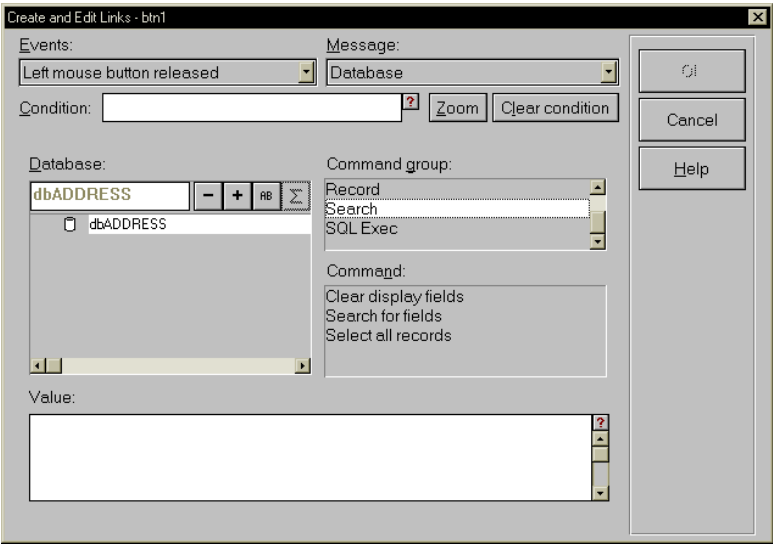 Create and Edit Links - btn1
Events:
Message:
Left mouse button released
Database
Condition:
?
Zoom
Clear condition
Cancel
Help
Database:
dbADDRESS
- + AB Σ
dbADDRESS
Command group:
Record
Search
SQL Exec
Command:
Clear display fields
Search for fields
Select all records
Value:
?